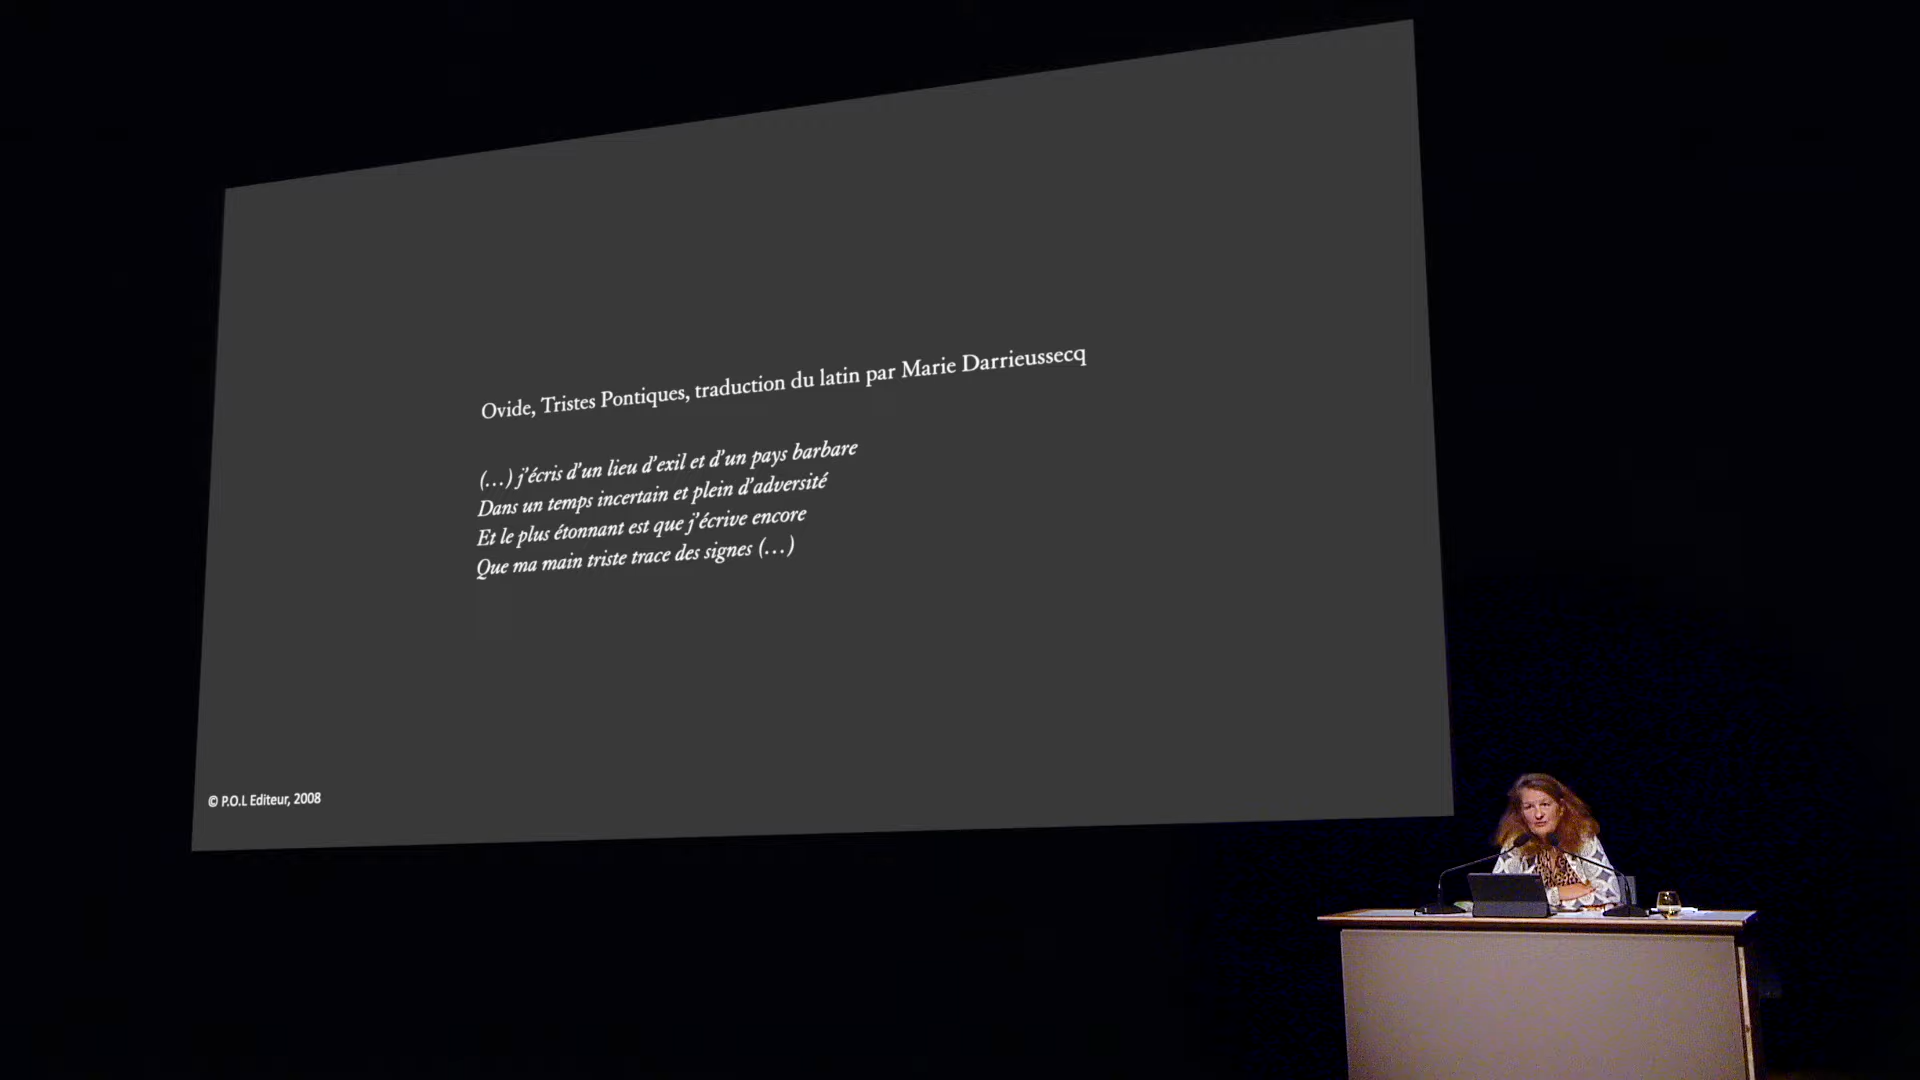 Ovide, Tristes Pontiques, traduction du latin par Marie Darrieussecq
(…) j’écris d’un lieu d’exil et d’un pays barbare
Dans un temps incertain et plein d’adversité
Et le plus étonnant est que j’écrive encore
Que ma main triste trace des signes (…)
© P.O.L Editeur, 2008